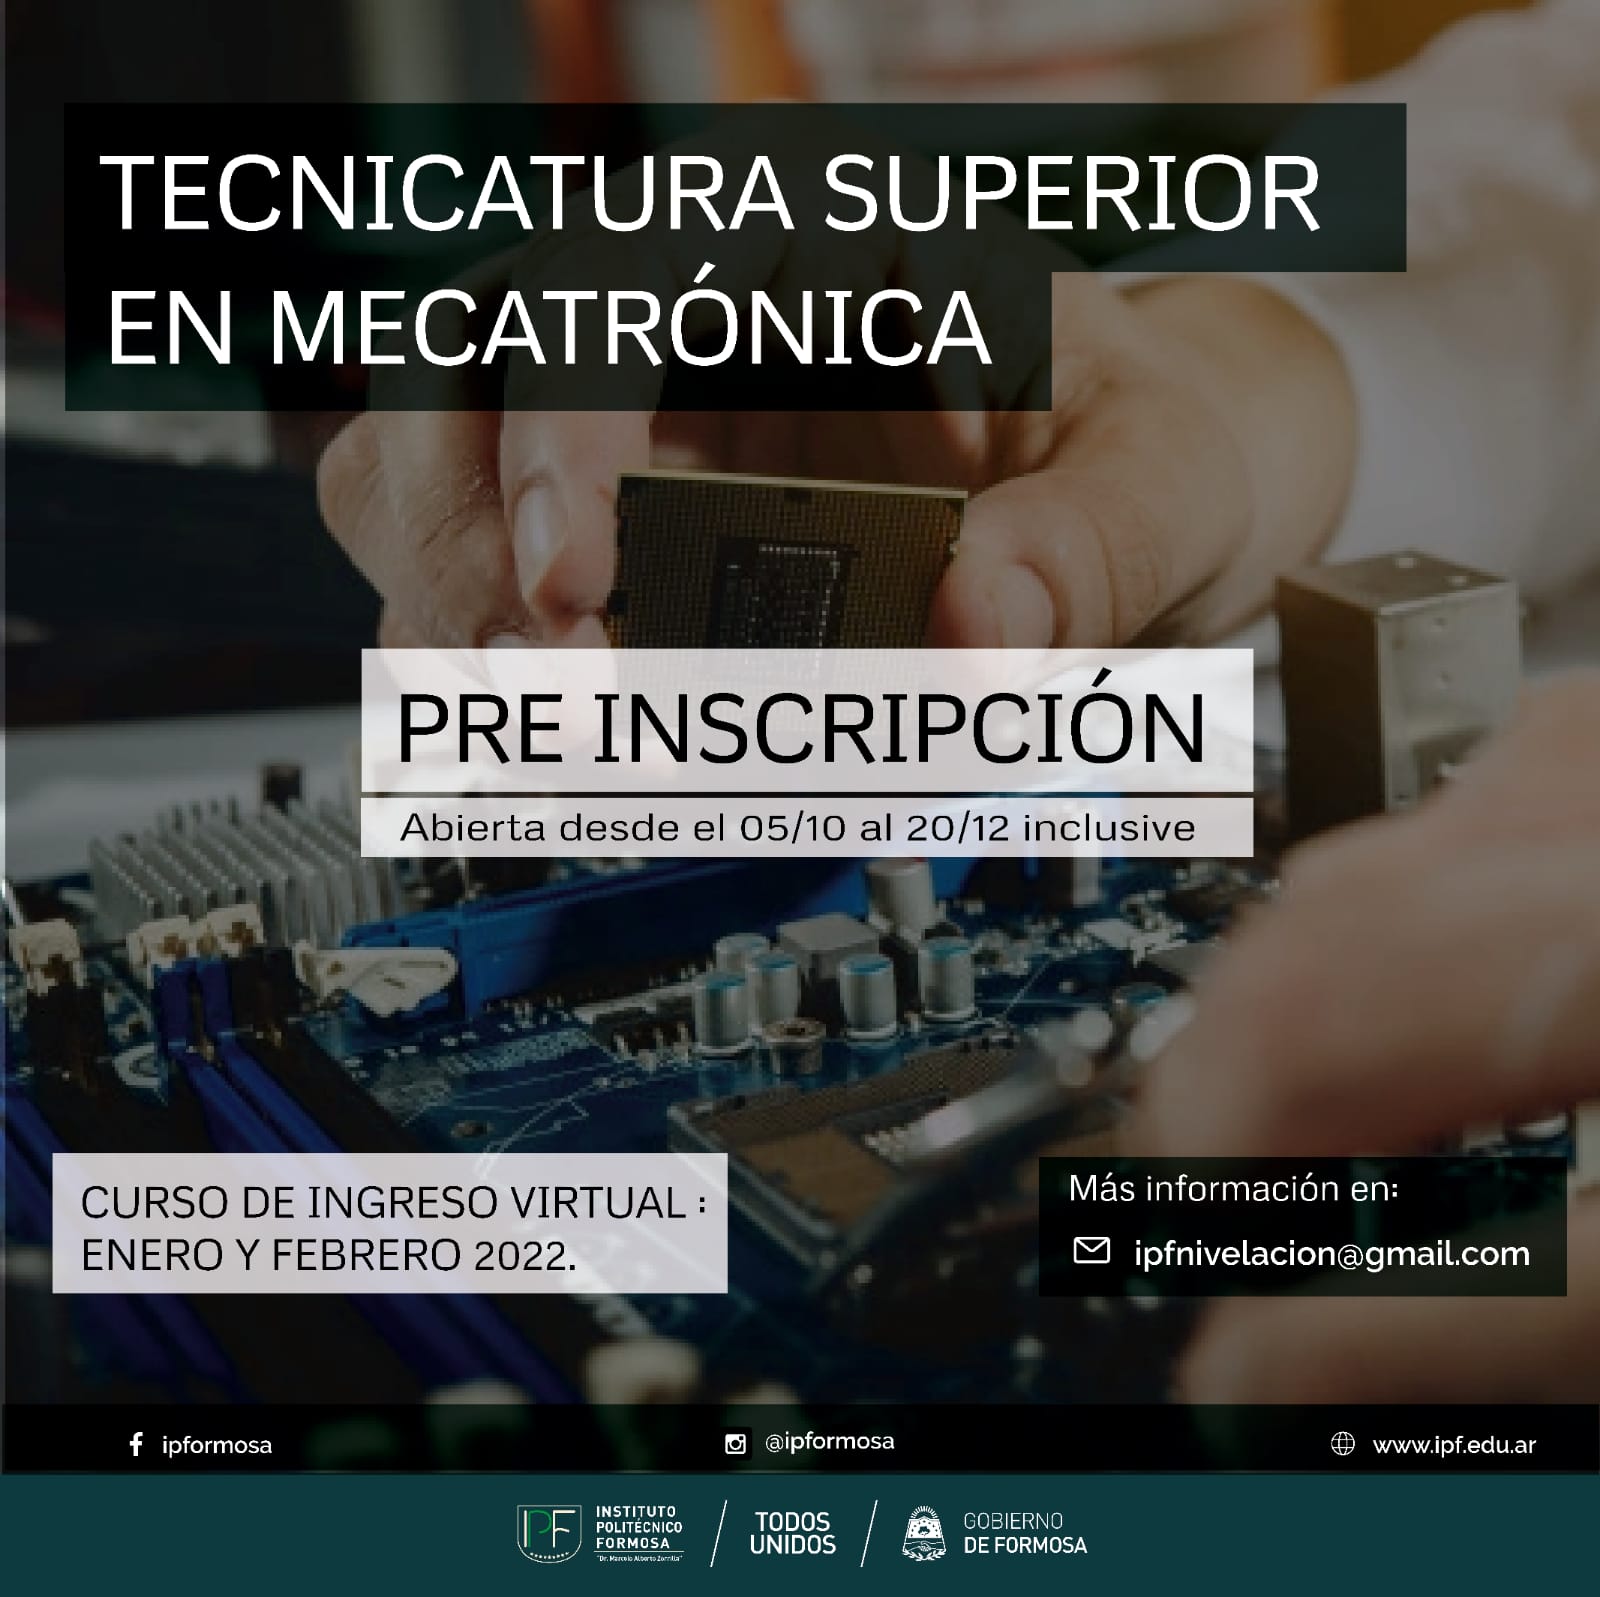 TECNICATURA SUPERIOR
EN MECATRÓNICA
PRE INSCRIPCIÓN
Abierta desde el 05/10 al 20/12 inclusive
CURSO DE INGRESO VIRTUAL :
ENERO Y FEBRERO 2022.
Más información en:
ipfnivelacion@gmail.com
ipformosa
@ipformosa
www.ipf.edu.ar
IPF
INSTITUTO
POLITÉCNICO
FORMOSA
"Dr. Marcelo Alberto Zorrilla"
TODOS
UNIDOS
GOBIERNO
DE FORMOSA